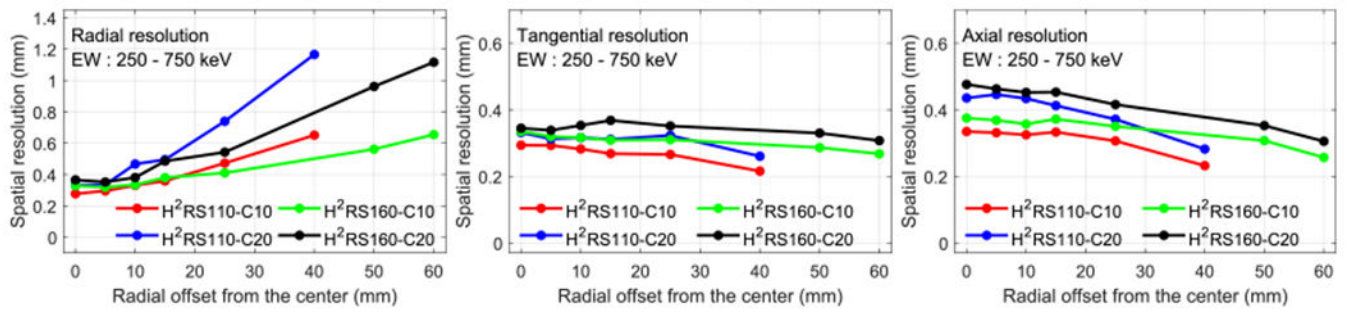 Spatial resolution (mm)
1.4
1.2
1
0.8
0.6
0.4
0.2
0
Radial resolution
EW : 250 - 750 keV
H²RS110-C10 H²RS160-C10
H²RS110-C20 H²RS160-C20
0 10 20 30 40 50 60
Radial offset from the center (mm)
Spatial resolution (mm)
0.6
0.4
0.2
0
Tangential resolution
EW : 250 - 750 keV
H²RS110-C10 H²RS160-C10
H²RS110-C20 H²RS160-C20
0 10 20 30 40 50 60
Radial offset from the center (mm)
Spatial resolution (mm)
0.6
0.4
0.2
0
Axial resolution
EW : 250 - 750 keV
H²RS110-C10 H²RS160-C10
H²RS110-C20 H²RS160-C20
0 10 20 30 40 50 60
Radial offset from the center (mm)